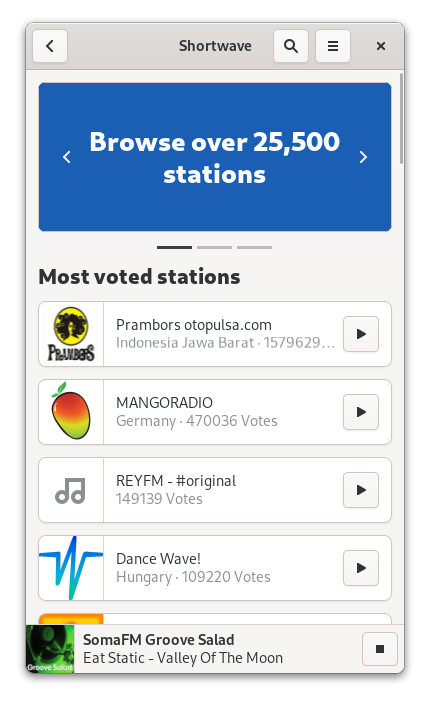 Shortwave
Browse over 25,500
stations
Most voted stations
PRAMBORS
Prambors otopulsa.com
Indonesia Jawa Barat · 1579629…
MANGORADIO
Germany · 470036 Votes
REYFM - #original
149139 Votes
Dance Wave!
Hungary · 109220 Votes
Groove Salad
SomaFM Groove Salad
Eat Static - Valley Of The Moon